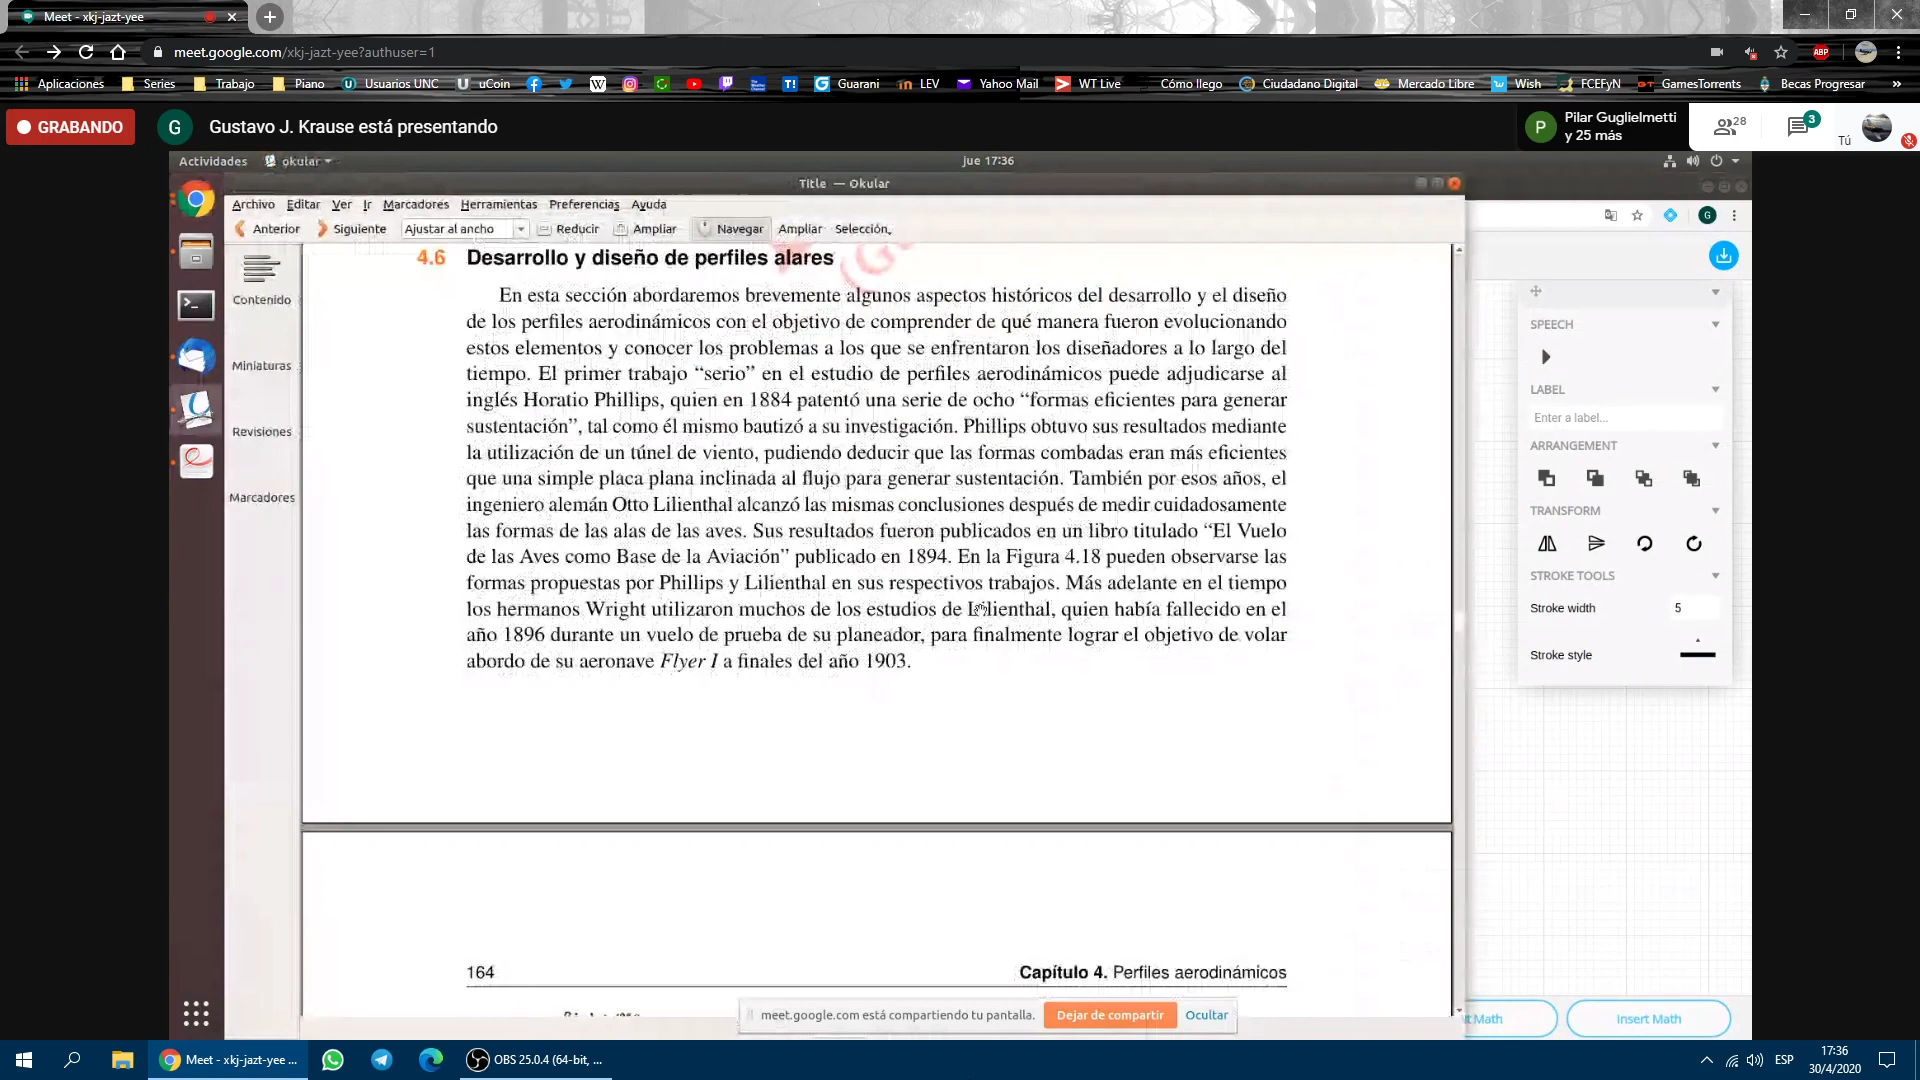 Meet - xkj-jazt-yee
meet.google.com/xkj-jazt-yee?authuser=1
ABP
Aplicaciones Series Trabajo Piano Usuarios UNC uCoin Guarani LEV Yahoo Mail WT Live Cómo llego Ciudadano Digital Mercado Libre Wish FCEFyN GamesTorrents Becas Progresar »
GRABANDO G Gustavo J. Krause está presentando
P Pilar Guglielmetti
y 25 más
28 3 Tú
Actividades okular jue 17:36
Title — Okular
Archivo Editar Ver Ir Marcadores Herramientas Preferencias Ayuda
Anterior Siguiente Ajustar al ancho Reducir Ampliar Navegar Ampliar Selección
Contenido
Miniaturas
Revisiones
Marcadores
4.6 Desarrollo y diseño de perfiles alares
En esta sección abordaremos brevemente algunos aspectos históricos del desarrollo y el diseño
de los perfiles aerodinámicos con el objetivo de comprender de qué manera fueron evolucionando
estos elementos y conocer los problemas a los que se enfrentaron los diseñadores a lo largo del
tiempo. El primer trabajo “serio” en el estudio de perfiles aerodinámicos puede adjudicarse al
inglés Horatio Phillips, quien en 1884 patentó una serie de ocho “formas eficientes para generar
sustentación”, tal como él mismo bautizó a su investigación. Phillips obtuvo sus resultados mediante
la utilización de un túnel de viento, pudiendo deducir que las formas combadas eran más eficientes
que una simple placa plana inclinada al flujo para generar sustentación. También por esos años, el
ingeniero alemán Otto Lilienthal alcanzó las mismas conclusiones después de medir cuidadosamente
las formas de las alas de las aves. Sus resultados fueron publicados en un libro titulado “El Vuelo
de las Aves como Base de la Aviación” publicado en 1894. En la Figura 4.18 pueden observarse las
formas propuestas por Phillips y Lilienthal en sus respectivos trabajos. Más adelante en el tiempo
los hermanos Wright utilizaron muchos de los estudios de Lilienthal, quien había fallecido en el
año 1896 durante un vuelo de prueba de su planeador, para finalmente lograr el objetivo de volar
abordo de su aeronave Flyer I a finales del año 1903.
164 Capítulo 4. Perfiles aerodinámicos
meet.google.com está compartiendo tu pantalla. Dejar de compartir Ocultar
G
SPEECH
LABEL
Enter a label...
ARRANGEMENT
TRANSFORM
STROKE TOOLS
Stroke width 5
Stroke style
Math Insert Math
Meet - xkj-jazt-yee ... OBS 25.0.4 (64-bit, ...
ESP
17:36
30/4/2020